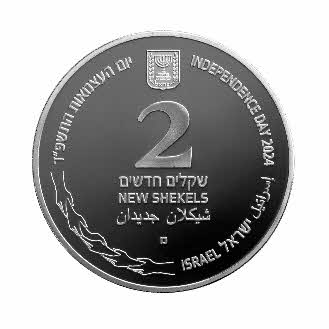 יום העצמאות התשפ"ד
INDEPENDENCE DAY 2024
2
שקלים חדשים
NEW SHEKELS
شيكلان جديدان
إسرائيل ישראל ISRAEL